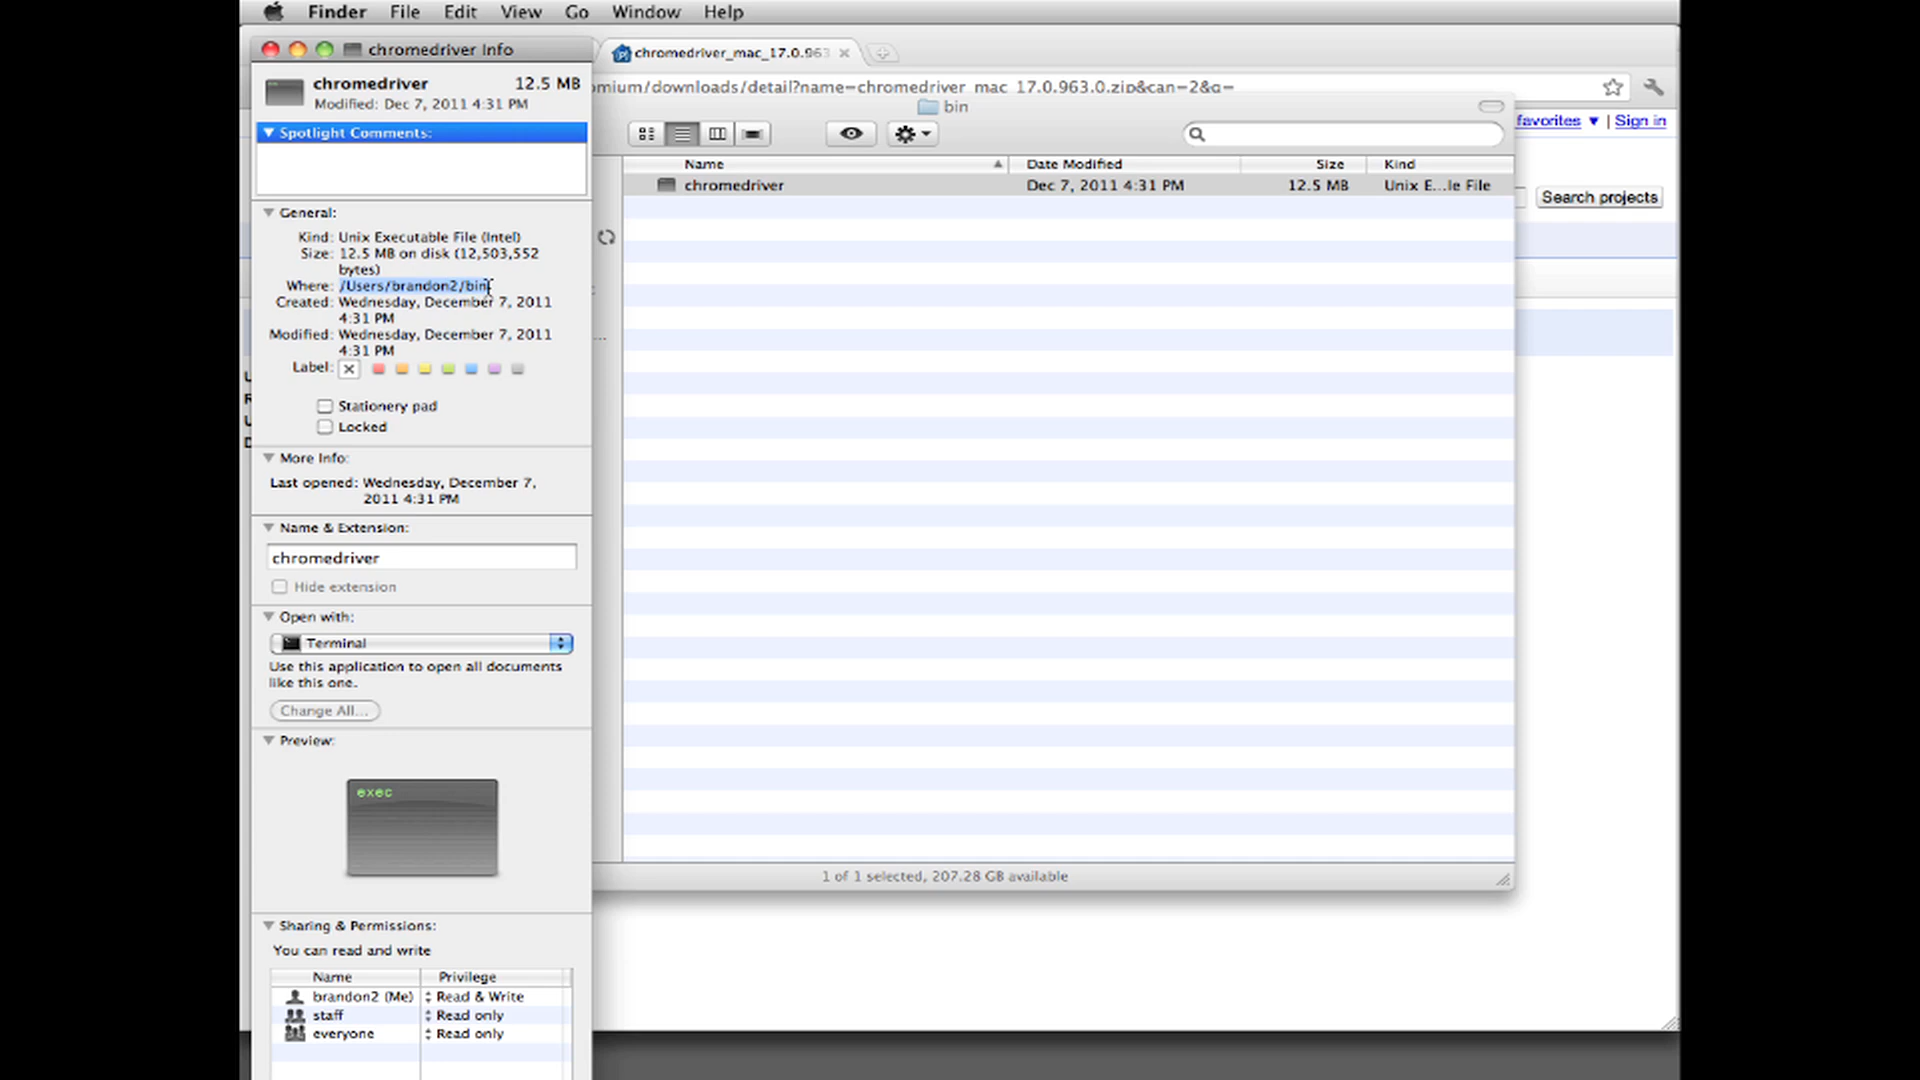 Finder File Edit View Go Window Help
chromedriver Info
chromedriver_mac_17.0.963
chromedriver 12.5 MB
Modified: Dec 7, 2011 4:31 PM
omium/downloads/detail?name=chromedriver_mac_17.0.963.0.zip&can=2&q=
bin
favorites ▼ | Sign in
Spotlight Comments:
Name Date Modified Size Kind
chromedriver Dec 7, 2011 4:31 PM 12.5 MB Unix E...le File
Search projects
General:
Kind: Unix Executable File (Intel)
Size: 12.5 MB on disk (12,503,552
bytes)
Where: /Users/brandon2/bin
Created: Wednesday, December 7, 2011
4:31 PM
Modified: Wednesday, December 7, 2011
4:31 PM
Label:
...
Stationery pad
Locked
More Info:
Last opened: Wednesday, December 7,
2011 4:31 PM
Name & Extension:
chromedriver
Hide extension
Open with:
Terminal
Use this application to open all documents
like this one.
Change All...
Preview:
exec
1 of 1 selected, 207.28 GB available
Sharing & Permissions:
You can read and write
Name Privilege
brandon2 (Me) Read & Write
staff Read only
everyone Read only